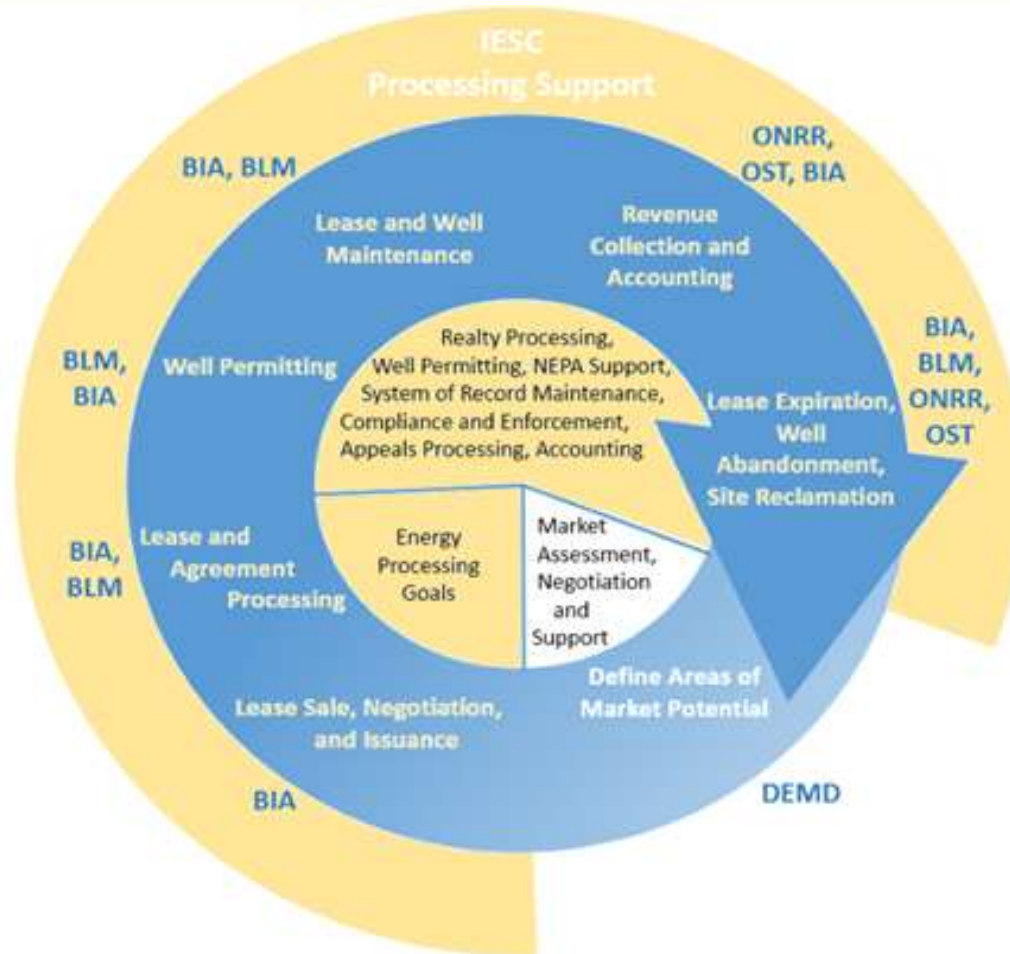 IESC
Processing Support
BIA, BLM
ONRR,
OST, BIA
Lease and Well
Maintenance
Revenue
Collection and
Accounting
BLM,
BIA
Well Permitting
Realty Processing,
Well Permitting, NEPA Support,
System of Record Maintenance,
Compliance and Enforcement,
Appeals Processing, Accounting
BIA,
BLM,
ONRR,
OST
Lease Expiration,
Well
Abandonment,
Site Reclamation
BIA,
BLM
Lease and
Agreement
Processing
Energy
Processing
Goals
Market
Assessment,
Negotiation
and
Support
Define Areas of
Market Potential
Lease Sale, Negotiation,
and Issuance
BIA
DEMD